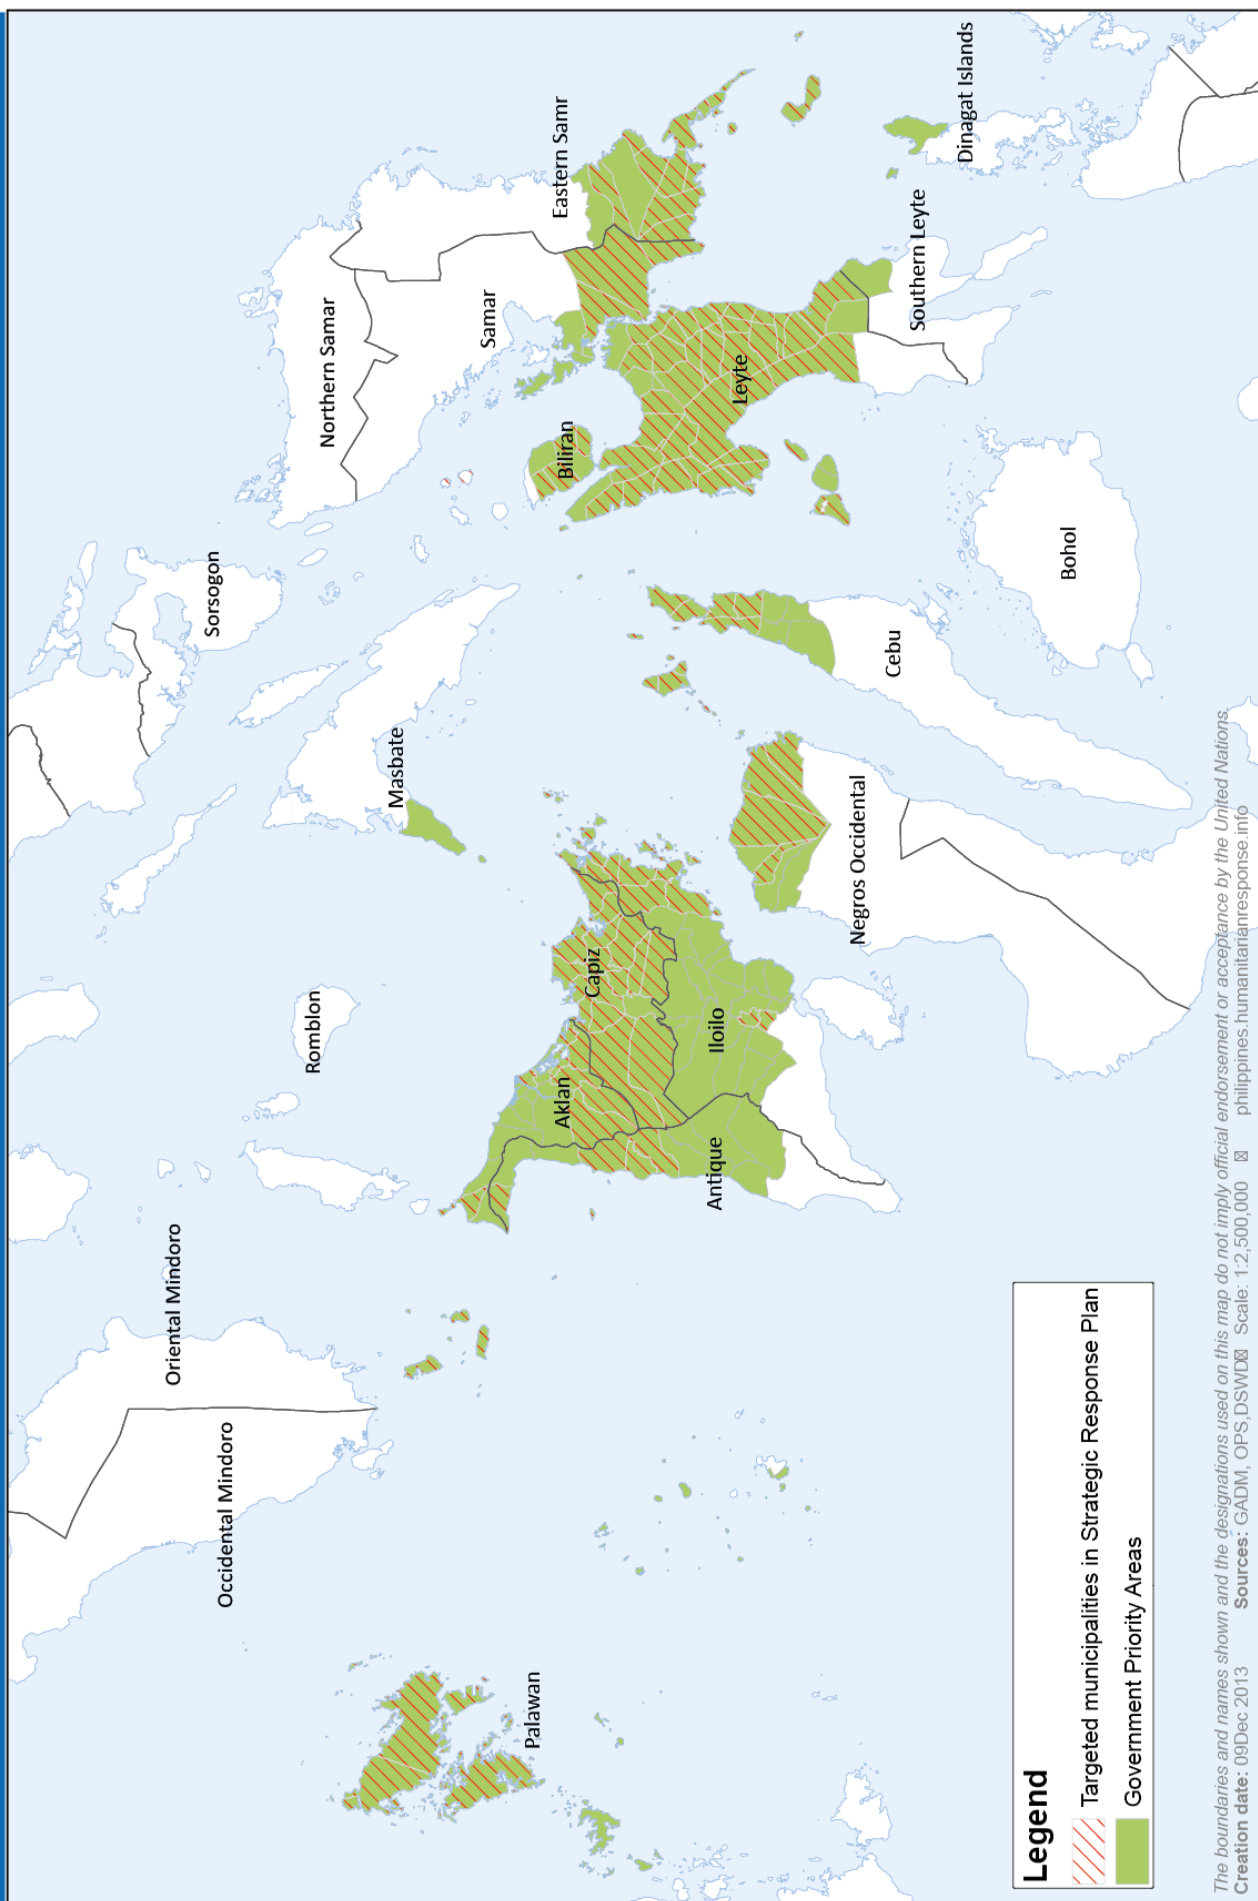 Northern Samar
Samar
Eastern Samr
Biliran
Leyte
Southern Leyte
Dinagat Islands
Sorsogon
Masbate
Cebu
Bohol
Negros Occidental
Romblon
Capiz
Aklan
Iloilo
Antique
Oriental Mindoro
Occidental Mindoro
Palawan
Legend
Targeted municipalities in Strategic Response Plan
Government Priority Areas
The boundaries and names shown and the designations used on this map do not imply official endorsement or acceptance by the United Nations.
Creation date: 09Dec 2013 Sources: GADM, OPS,DSWD☒ Scale: 1:2,500,000 ☒ philippines.humanitarianresponse.info